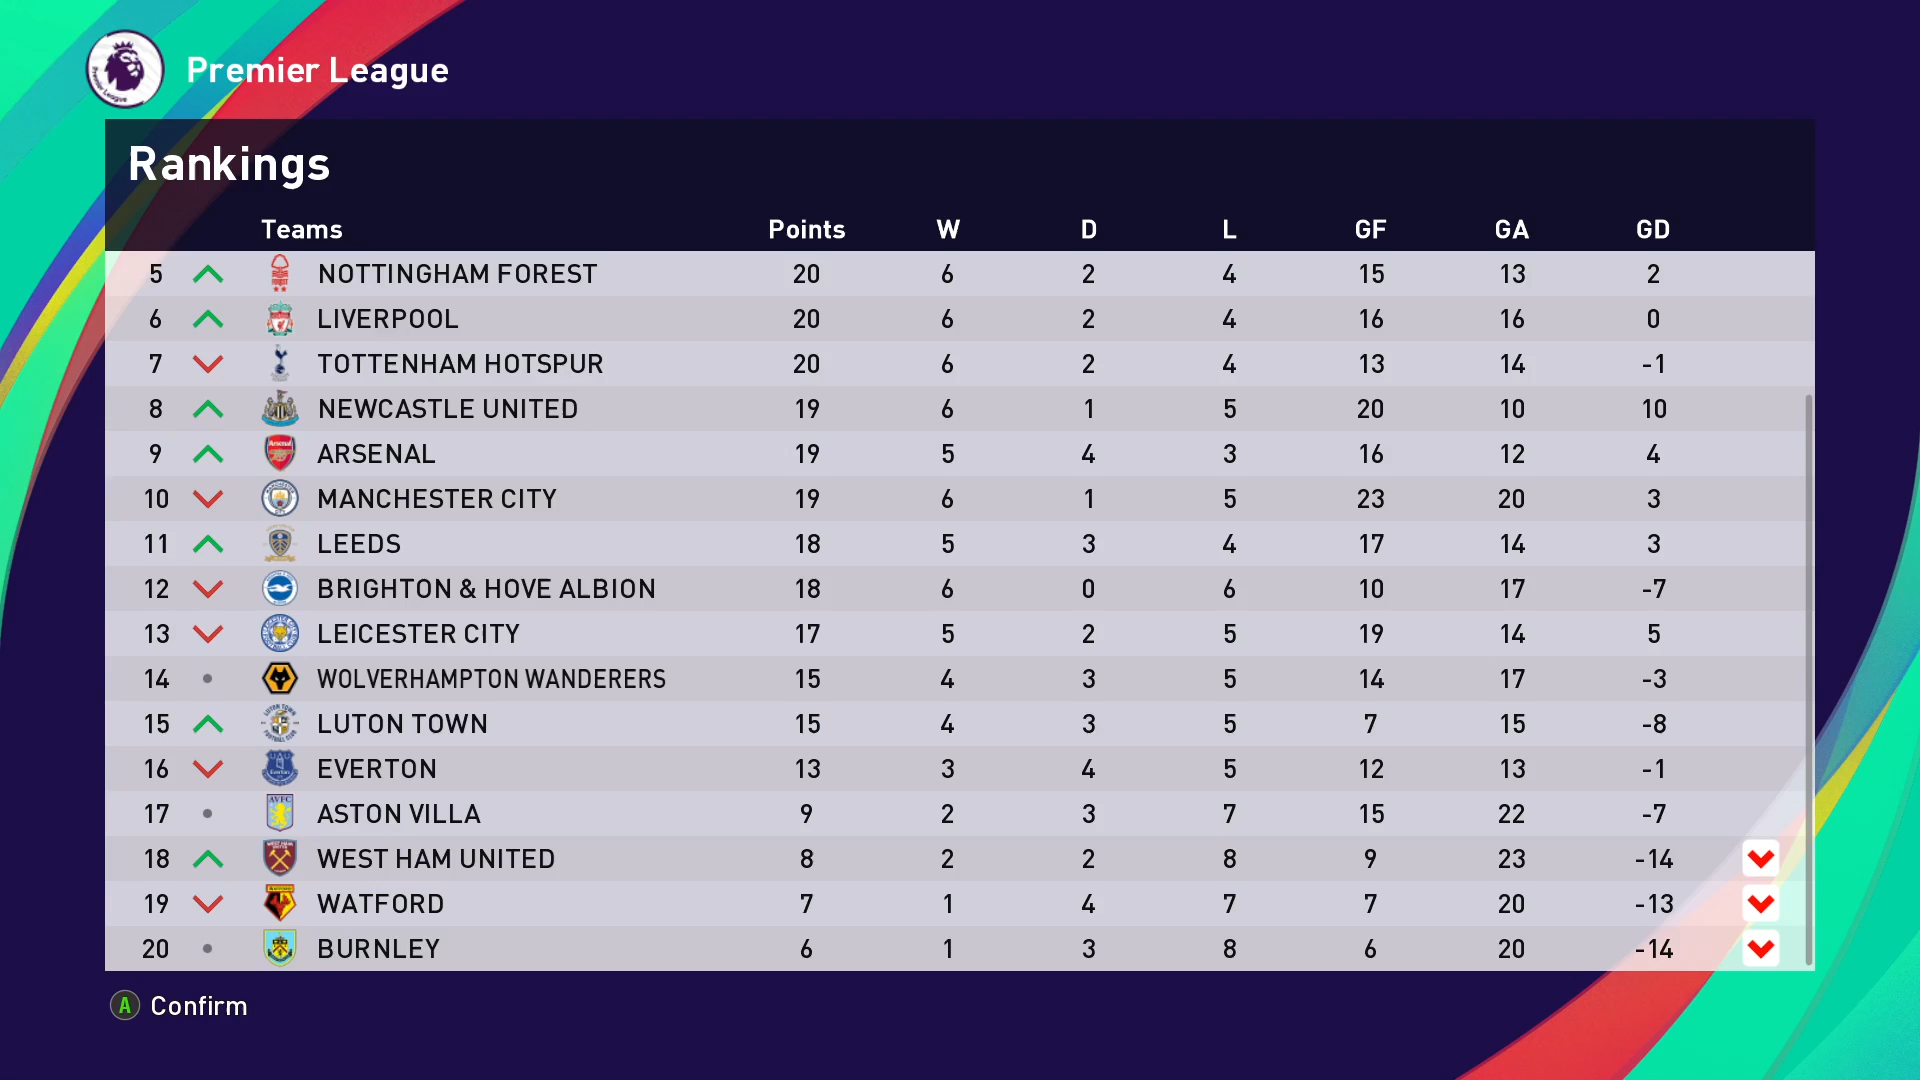 Premier League
Rankings
Teams Points W D L GF GA GD
5 NOTTINGHAM FOREST 20 6 2 4 15 13 2
6 LIVERPOOL 20 6 2 4 16 16 0
7 TOTTENHAM HOTSPUR 20 6 2 4 13 14 -1
8 NEWCASTLE UNITED 19 6 1 5 20 10 10
9 ARSENAL 19 5 4 3 16 12 4
10 MANCHESTER CITY 19 6 1 5 23 20 3
11 LEEDS 18 5 3 4 17 14 3
12 BRIGHTON & HOVE ALBION 18 6 0 6 10 17 -7
13 LEICESTER CITY 17 5 2 5 19 14 5
14 WOLVERHAMPTON WANDERERS 15 4 3 5 14 17 -3
15 LUTON TOWN 15 4 3 5 7 15 -8
16 EVERTON 13 3 4 5 12 13 -1
17 ASTON VILLA 9 2 3 7 15 22 -7
18 WEST HAM UNITED 8 2 2 8 9 23 -14
19 WATFORD 7 1 4 7 7 20 -13
20 BURNLEY 6 1 3 8 6 20 -14
A Confirm